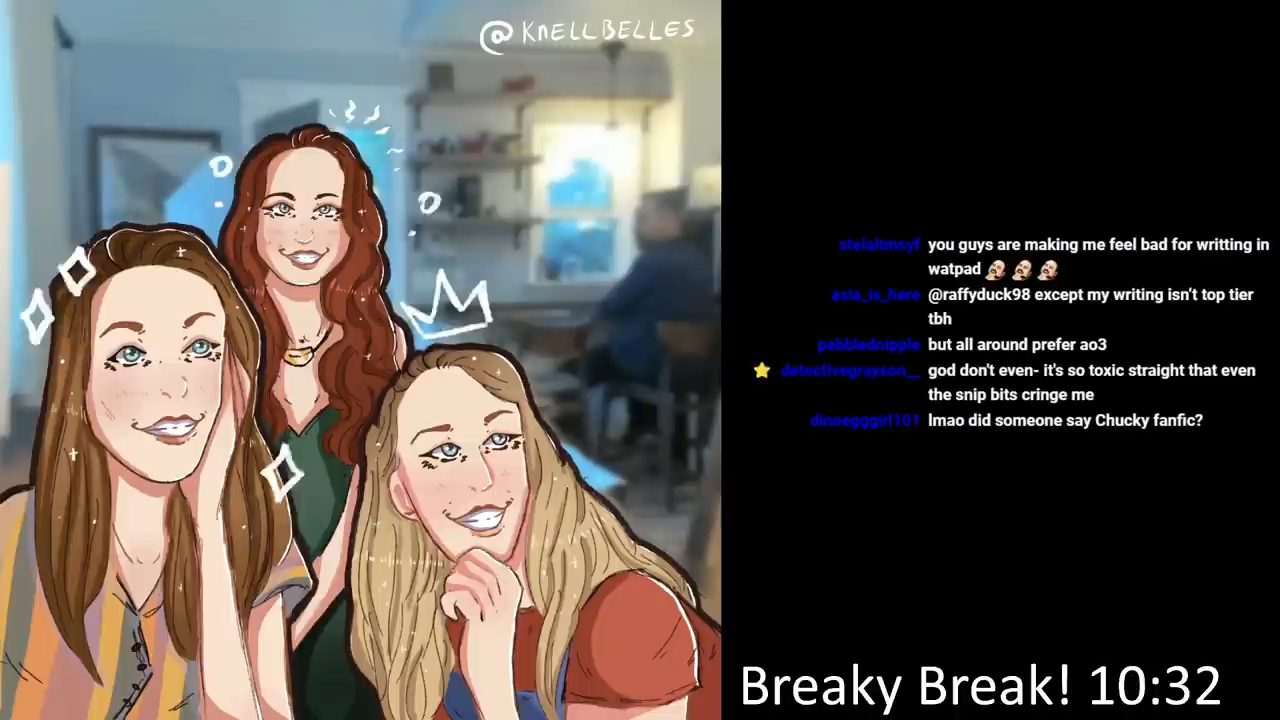 @KNELLBELLES
stelaltmsyf you guys are making me feel bad for writting in
watpad
asia_is_here @raffyduck98 except my writing isn't top tier
tbh
pebblednipple but all around prefer ao3
detectivegrayson__ god don't even- it's so toxic straight that even
the snip bits cringe me
dinoegggirl101 lmao did someone say Chucky fanfic?
Breaky Break! 10:32